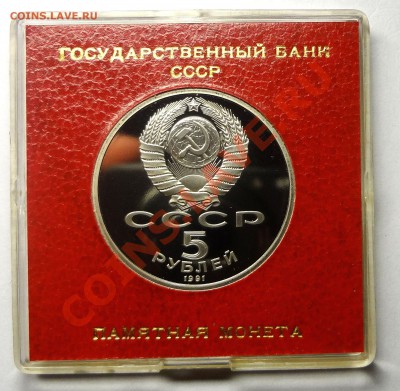 COINS.LAVE.RU
ГОСУДАРСТВЕННЫЙ БАНК
СССР
СССР
5
РУБЛЕЙ
1991
ПАМЯТНАЯ МОНЕТА